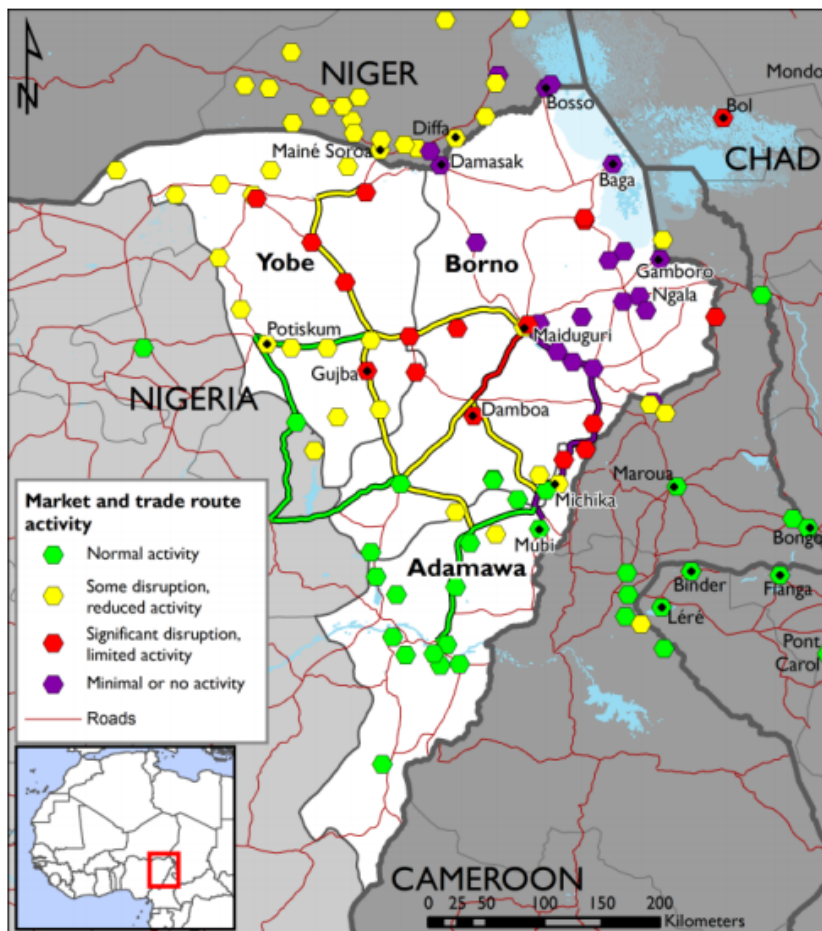 NIGER
Mondo
Bosso
Bol
Diffa
Mainé Soroa
Damasak
Baga
CHAD
Yobe
Borno
Gamboro
Ngala
Potiskum
Maiduguri
Gujba
NIGERIA
Damboa
Maroua
Michika
Market and trade route
activity
Normal activity
Some disruption,
reduced activity
Significant disruption,
limited activity
Minimal or no activity
Roads
Mubi
Bongo
Adamawa
Binder
Fianga
Léré
Pont
Carol
CAMEROON
0 25 50 100 150 200
Kilometers
N